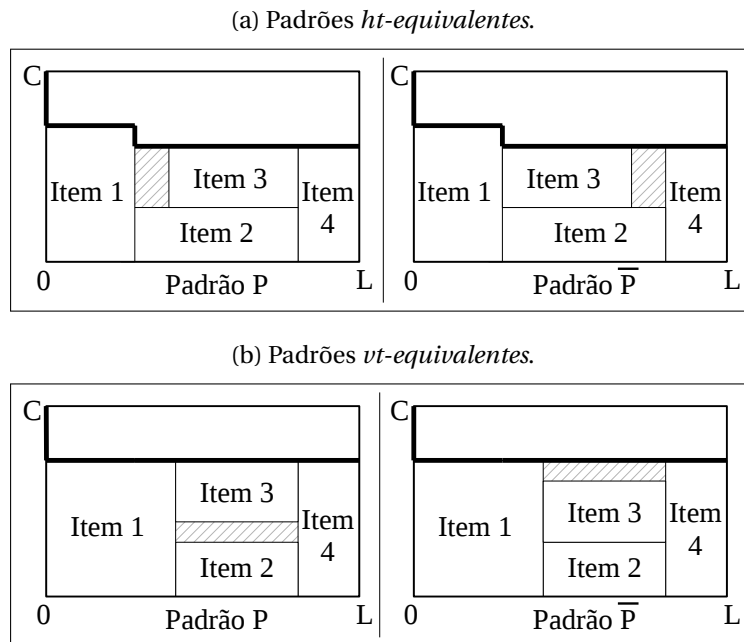 (a) Padrões ht-equivalentes.
C
Item 1
Item 3
Item 2
Item
4
0
Padrão P
L
C
Item 1
Item 3
Item 2
Item
4
0
Padrão P̅
L
(b) Padrões vt-equivalentes.
C
Item 1
Item 3
Item 2
Item
4
0
Padrão P
L
C
Item 1
Item 3
Item 2
Item
4
0
Padrão P̅
L